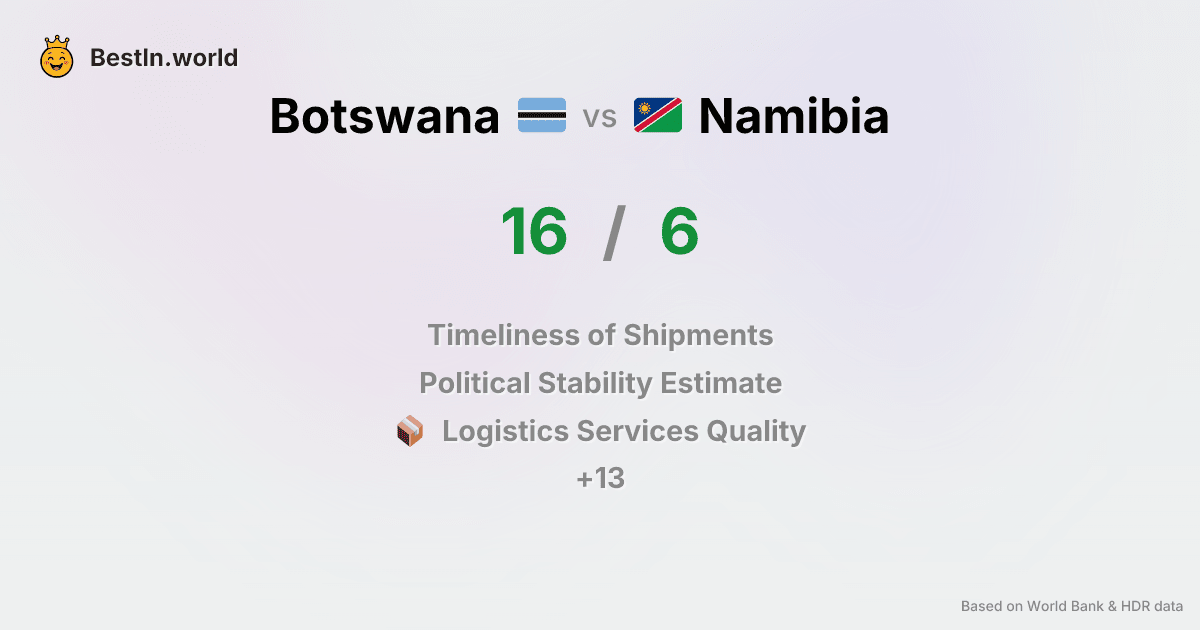 BestIn.world
Botswana vs Namibia
16 / 6
Timeliness of Shipments
Political Stability Estimate
Logistics Services Quality
+13
Based on World Bank & HDR data